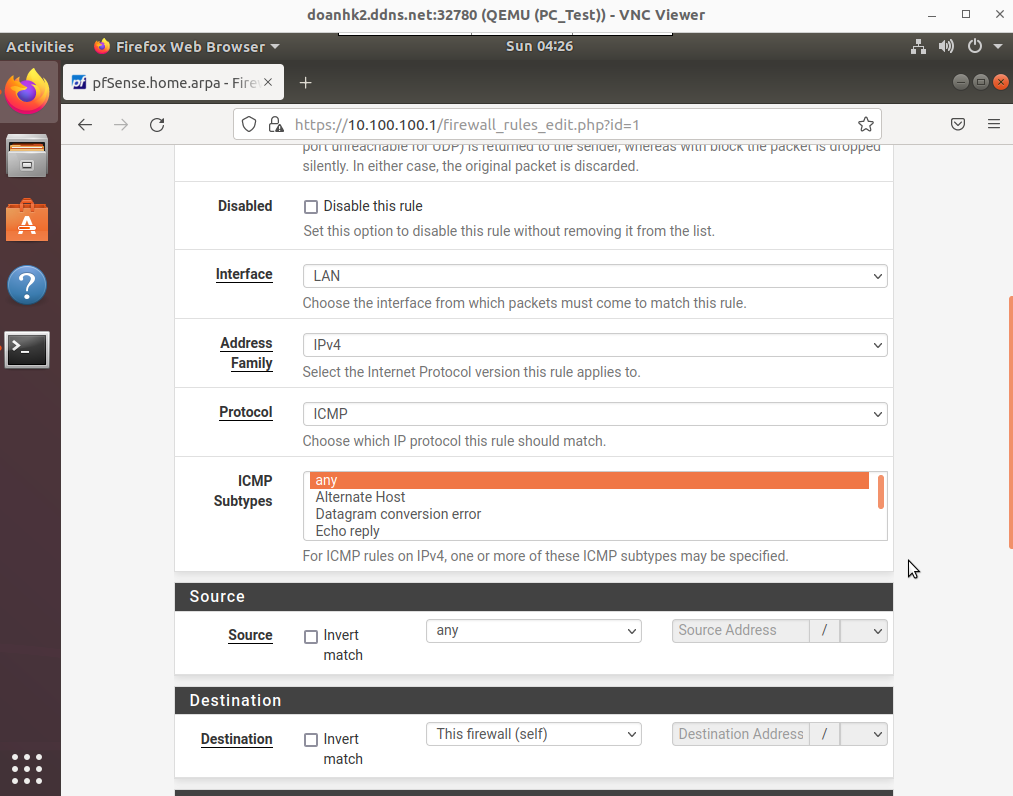 doanhk2.ddns.net:32780 (QEMU (PC_Test)) - VNC Viewer
Activities
Firefox Web Browser
Sun 04:26
pfSense.home.arpa - Firew
https://10.100.100.1/firewall_rules_edit.php?id=1
port unreachable for UDP) is returned to the sender, whereas with block the packet is dropped
silently. In either case, the original packet is discarded.
Disabled
Disable this rule
Set this option to disable this rule without removing it from the list.
Interface
LAN
Choose the interface from which packets must come to match this rule.
Address
Family
IPv4
Select the Internet Protocol version this rule applies to.
Protocol
ICMP
Choose which IP protocol this rule should match.
ICMP
Subtypes
any
Alternate Host
Datagram conversion error
Echo reply
For ICMP rules on IPv4, one or more of these ICMP subtypes may be specified.
Source
Source
Invert
match
any
Source Address
/
Destination
Destination
Invert
match
This firewall (self)
Destination Address
/